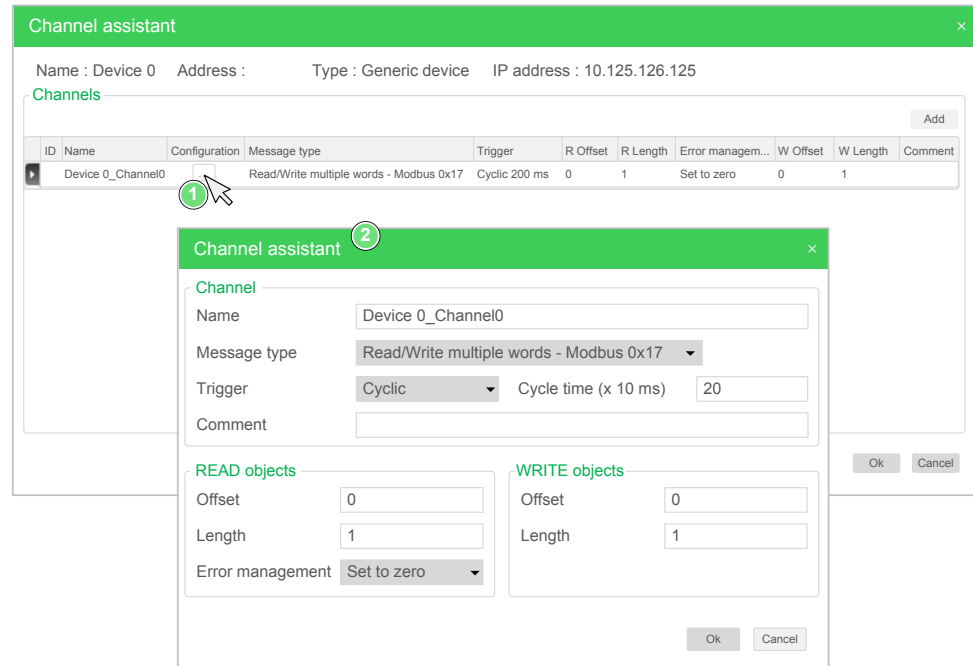 Channel assistant ×
Name : Device 0 Address : Type : Generic device IP address : 10.125.126.125
Channels
Add
ID Name Configuration Message type Trigger R Offset R Length Error managem... W Offset W Length Comment
Device 0_Channel0 Read/Write multiple words - Modbus 0x17 Cyclic 200 ms 0 1 Set to zero 0 1
1
2
Channel assistant ×
Channel
Name Device 0_Channel0
Message type Read/Write multiple words - Modbus 0x17
Trigger Cyclic Cycle time (x 10 ms) 20
Comment
Ok Cancel
READ objects WRITE objects
Offset 0 Offset 0
Length 1 Length 1
Error management Set to zero
Ok Cancel